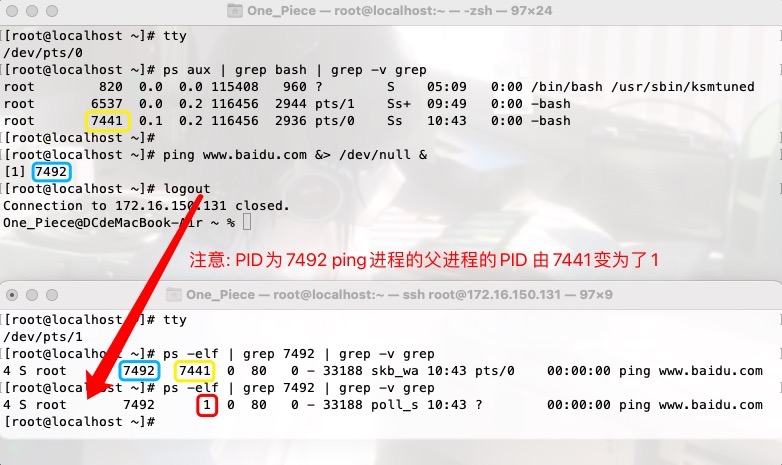 One_Piece — root@localhost:~ — -zsh — 97×24
[root@localhost ~]# tty
/dev/pts/0
[root@localhost ~]# ps aux | grep bash | grep -v grep
root 820 0.0 0.0 115408 960 ? S 05:09 0:00 /bin/bash /usr/sbin/ksmtuned
root 6537 0.0 0.2 116456 2944 pts/1 Ss+ 09:49 0:00 -bash
root 7441 0.1 0.2 116456 2936 pts/0 Ss 10:43 0:00 -bash
[root@localhost ~]#
[root@localhost ~]# ping www.baidu.com &> /dev/null &
[1] 7492
[root@localhost ~]# logout
Connection to 172.16.150.131 closed.
One_Piece@DCdeMacBook-Air ~ %
注意: PID为7492 ping进程的父进程的PID 由7441变为了1
One_Piece — root@localhost:~ — ssh root@172.16.150.131 — 97×9
[root@localhost ~]# tty
/dev/pts/1
[root@localhost ~]# ps -elf | grep 7492 | grep -v grep
4 S root 7492 7441 0 80 0 - 33188 skb_wa 10:43 pts/0 00:00:00 ping www.baidu.com
[root@localhost ~]# ps -elf | grep 7492 | grep -v grep
4 S root 7492 1 0 80 0 - 33188 poll_s 10:43 ? 00:00:00 ping www.baidu.com
[root@localhost ~]#